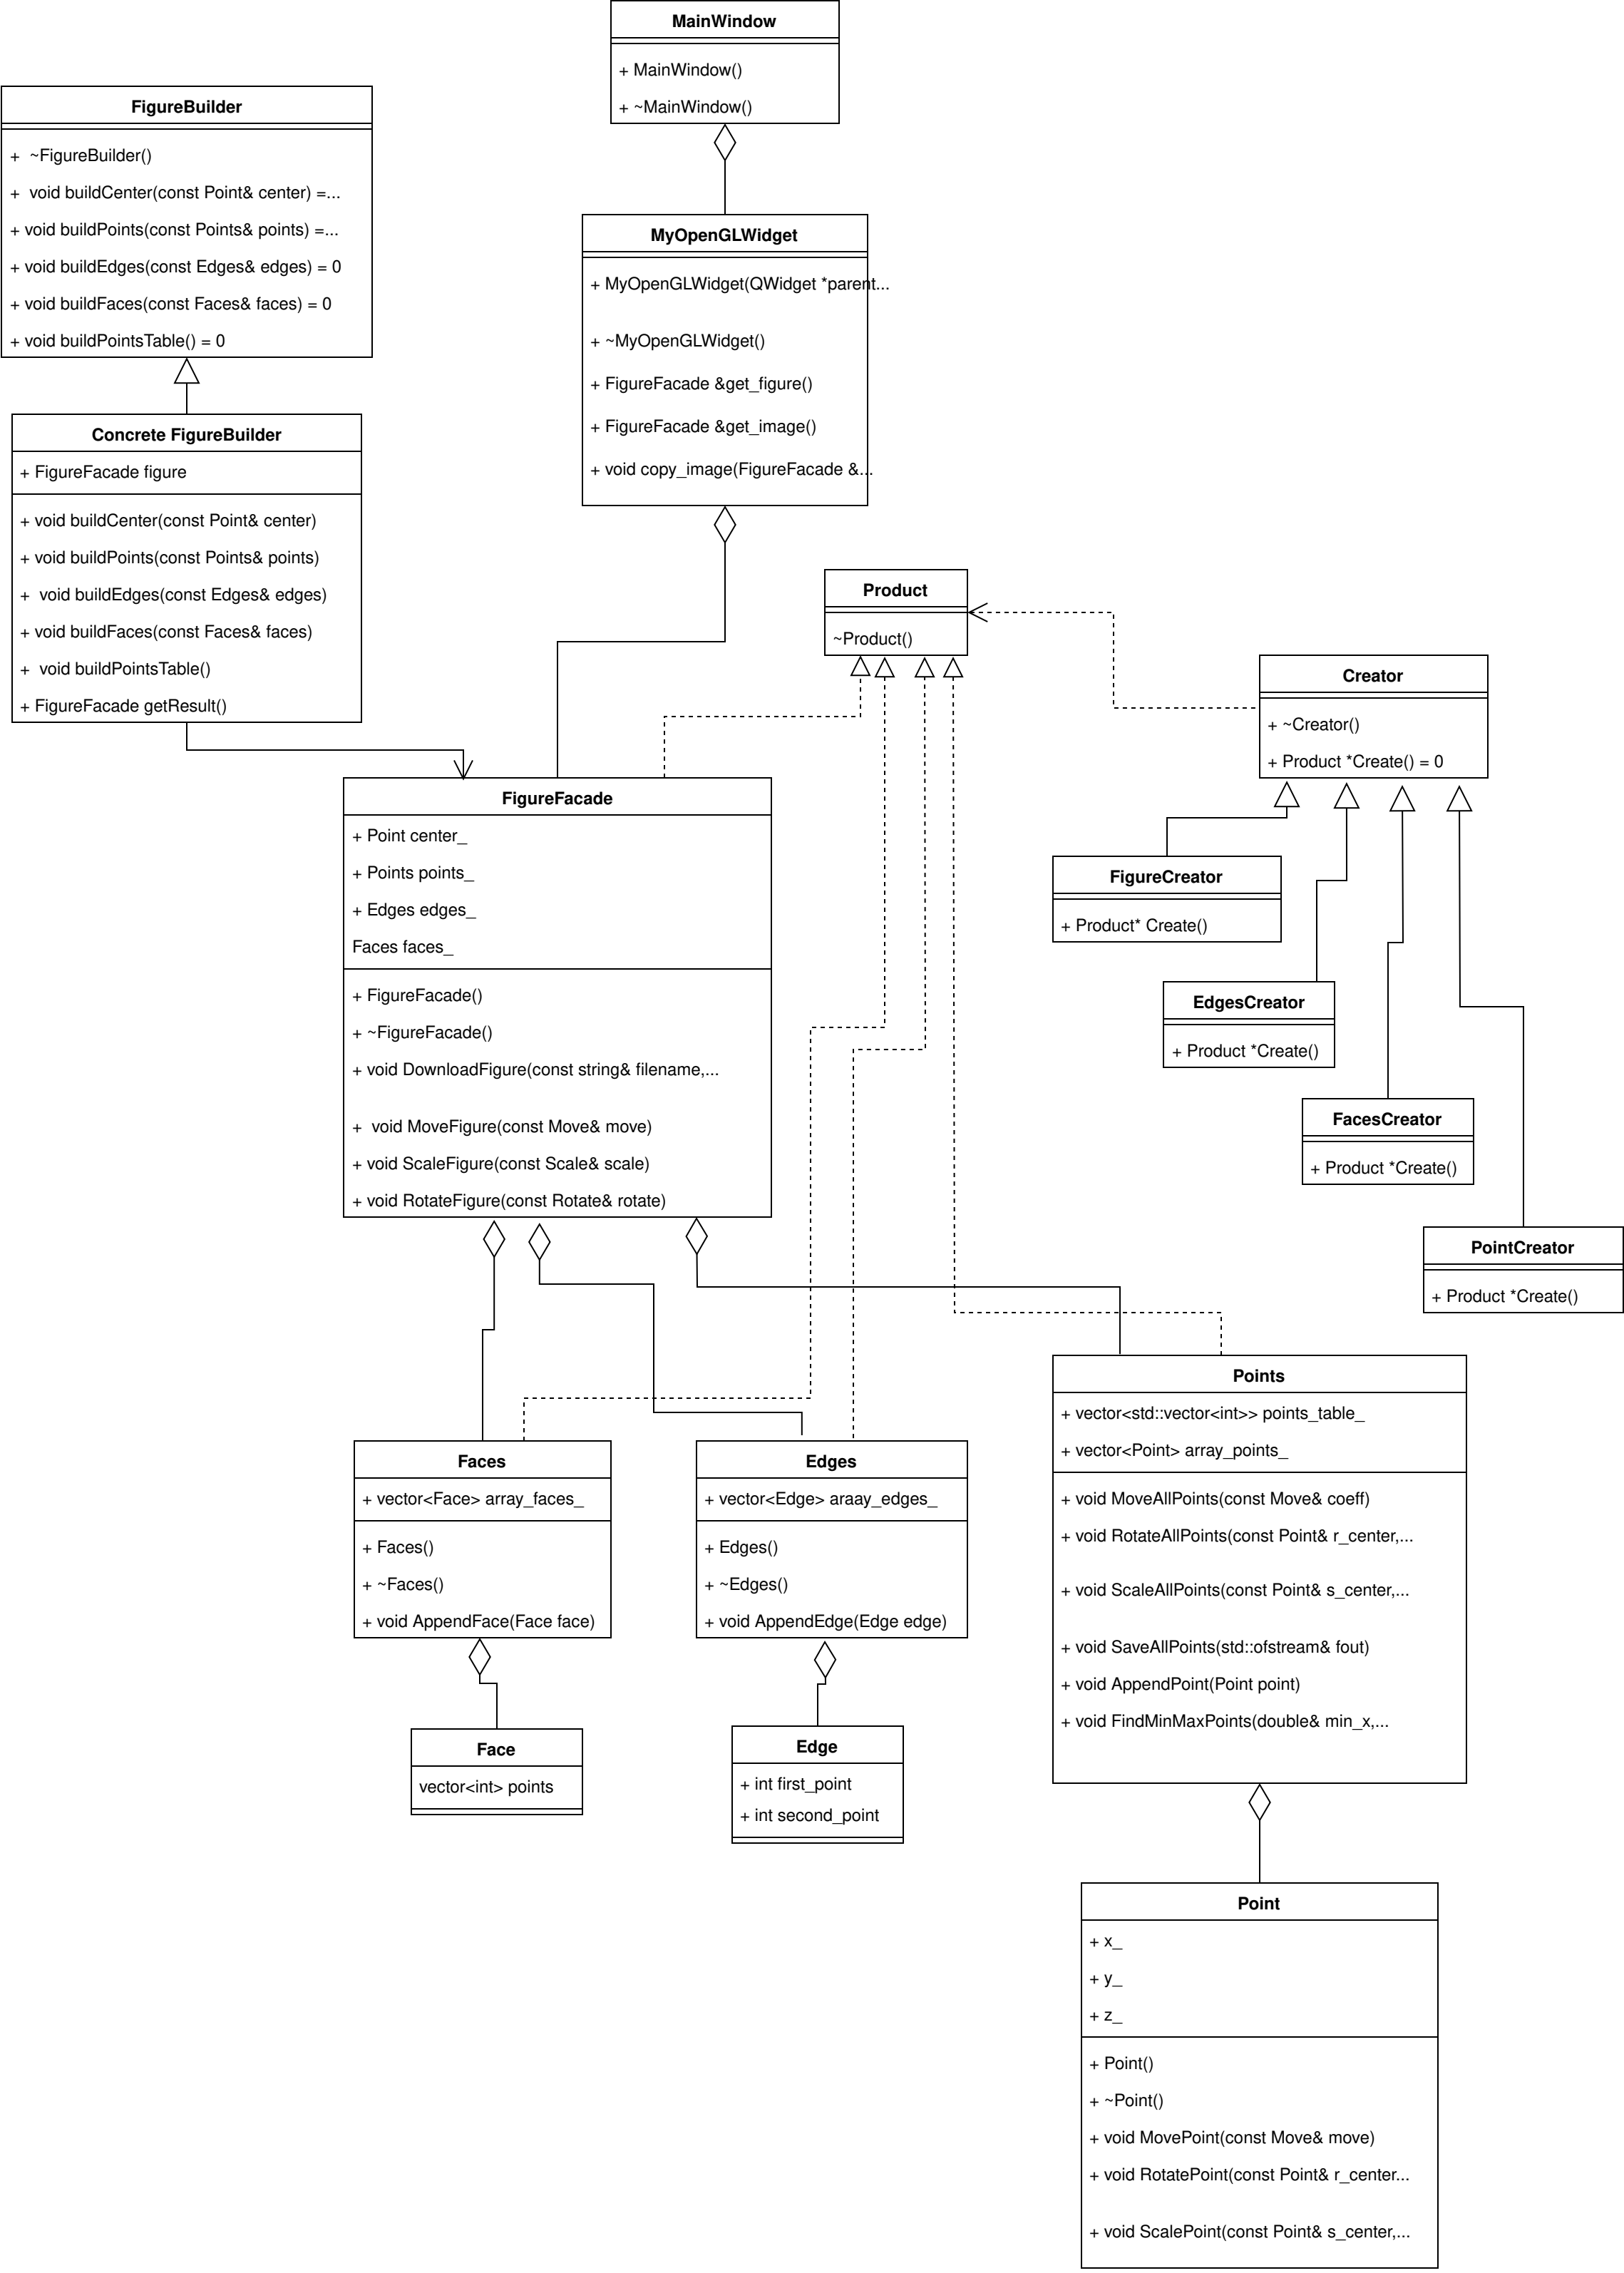 MainWindow
+ MainWindow()
+ ~MainWindow()
FigureBuilder
+ ~FigureBuilder()
+ void buildCenter(const Point& center) =...
+ void buildPoints(const Points& points) =...
+ void buildEdges(const Edges& edges) = 0
+ void buildFaces(const Faces& faces) = 0
+ void buildPointsTable() = 0
MyOpenGLWidget
+ MyOpenGLWidget(QWidget *parent...
+ ~MyOpenGLWidget()
+ FigureFacade &get_figure()
+ FigureFacade &get_image()
+ void copy_image(FigureFacade &...
Concrete FigureBuilder
+ FigureFacade figure
+ void buildCenter(const Point& center)
+ void buildPoints(const Points& points)
+ void buildEdges(const Edges& edges)
+ void buildFaces(const Faces& faces)
+ void buildPointsTable()
+ FigureFacade getResult()
Product
~Product()
Creator
+ ~Creator()
+ Product *Create() = 0
FigureFacade
+ Point center_
+ Points points_
+ Edges edges_
Faces faces_
+ FigureFacade()
+ ~FigureFacade()
+ void DownloadFigure(const string& filename,...
+ void MoveFigure(const Move& move)
+ void ScaleFigure(const Scale& scale)
+ void RotateFigure(const Rotate& rotate)
FigureCreator
+ Product* Create()
EdgesCreator
+ Product *Create()
FacesCreator
+ Product *Create()
PointCreator
+ Product *Create()
Faces
+ vector<Face> array_faces_
+ Faces()
+ ~Faces()
+ void AppendFace(Face face)
Edges
+ vector<Edge> araay_edges_
+ Edges()
+ ~Edges()
+ void AppendEdge(Edge edge)
Points
+ vector<std::vector<int>> points_table_
+ vector<Point> array_points_
+ void MoveAllPoints(const Move& coeff)
+ void RotateAllPoints(const Point& r_center,...
+ void ScaleAllPoints(const Point& s_center,...
+ void SaveAllPoints(std::ofstream& fout)
+ void AppendPoint(Point point)
+ void FindMinMaxPoints(double& min_x,...
Face
vector<int> points
Edge
+ int first_point
+ int second_point
Point
+ x_
+ y_
+ z_
+ Point()
+ ~Point()
+ void MovePoint(const Move& move)
+ void RotatePoint(const Point& r_center...
+ void ScalePoint(const Point& s_center,...